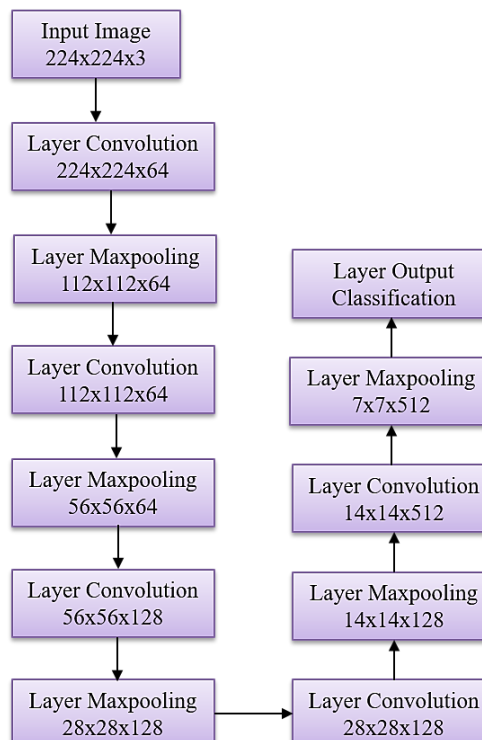 Input Image
224x224x3
Layer Convolution
224x224x64
Layer Maxpooling
112x112x64
Layer Convolution
112x112x64
Layer Maxpooling
56x56x64
Layer Convolution
56x56x128
Layer Maxpooling
28x28x128
Layer Convolution
28x28x128
Layer Maxpooling
14x14x128
Layer Convolution
14x14x512
Layer Maxpooling
7x7x512
Layer Output
Classification